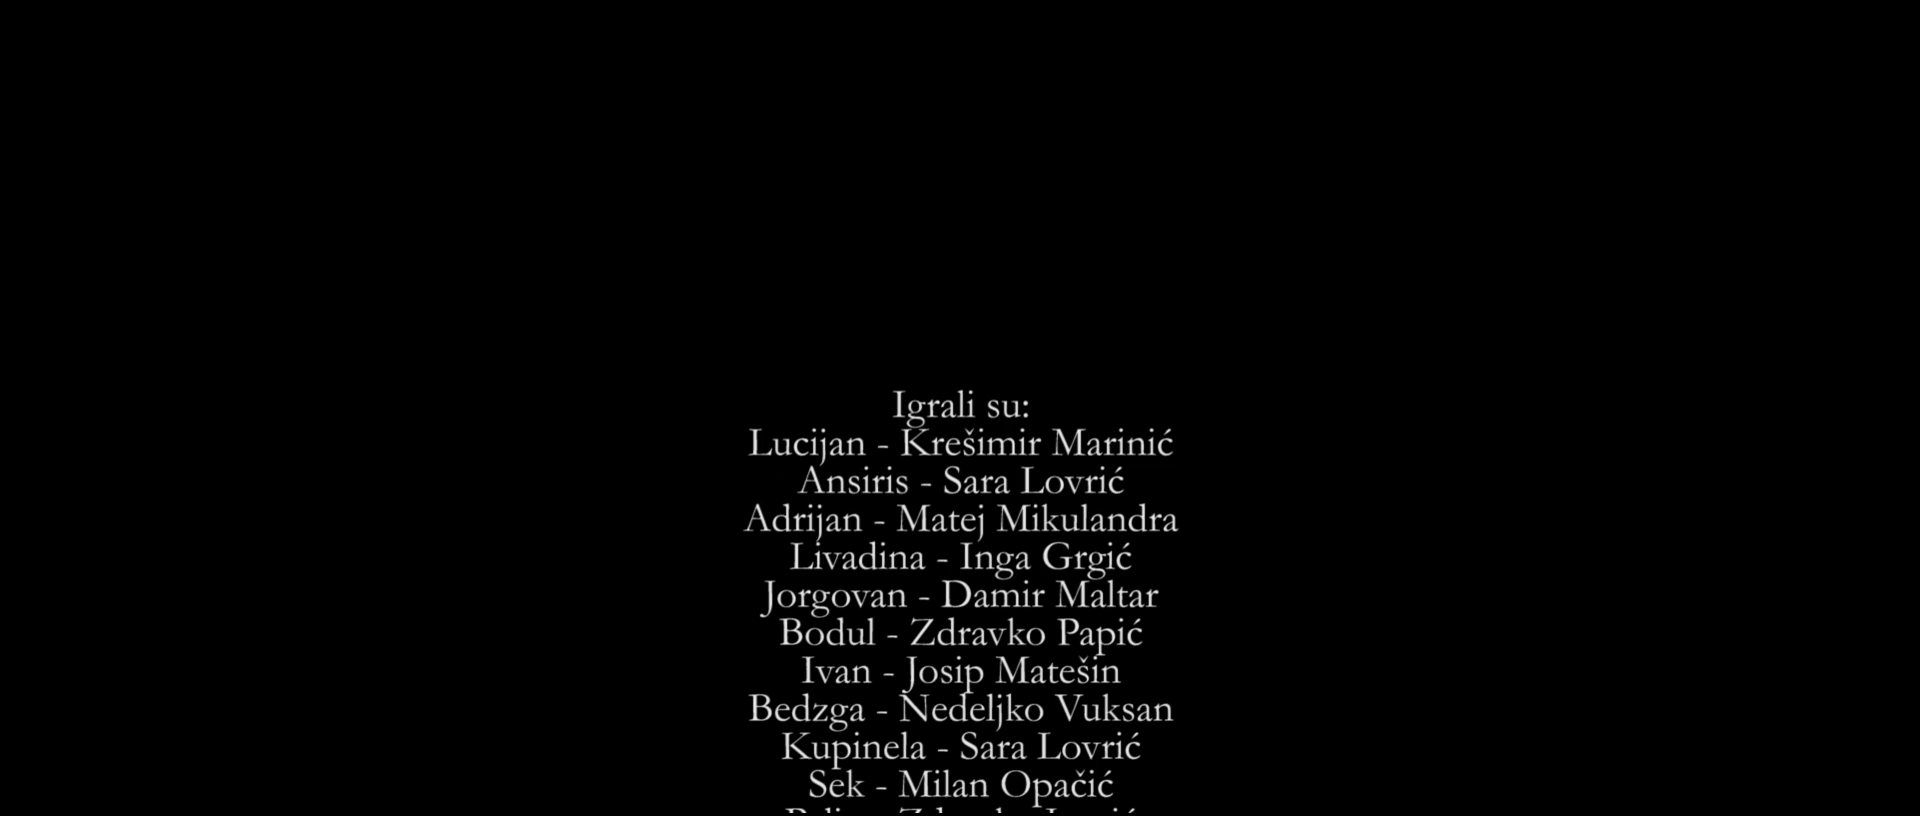 Igrali su:
Lucijan - Krešimir Marinić
Ansiris - Sara Lovrić
Adrijan - Matej Mikulandra
Livadina - Inga Grgić
Jorgovan - Damir Maltar
Bodul - Zdravko Papić
Ivan - Josip Matešin
Bedzga - Nedeljko Vuksan
Kupinela - Sara Lovrić
Sek - Milan Opačić